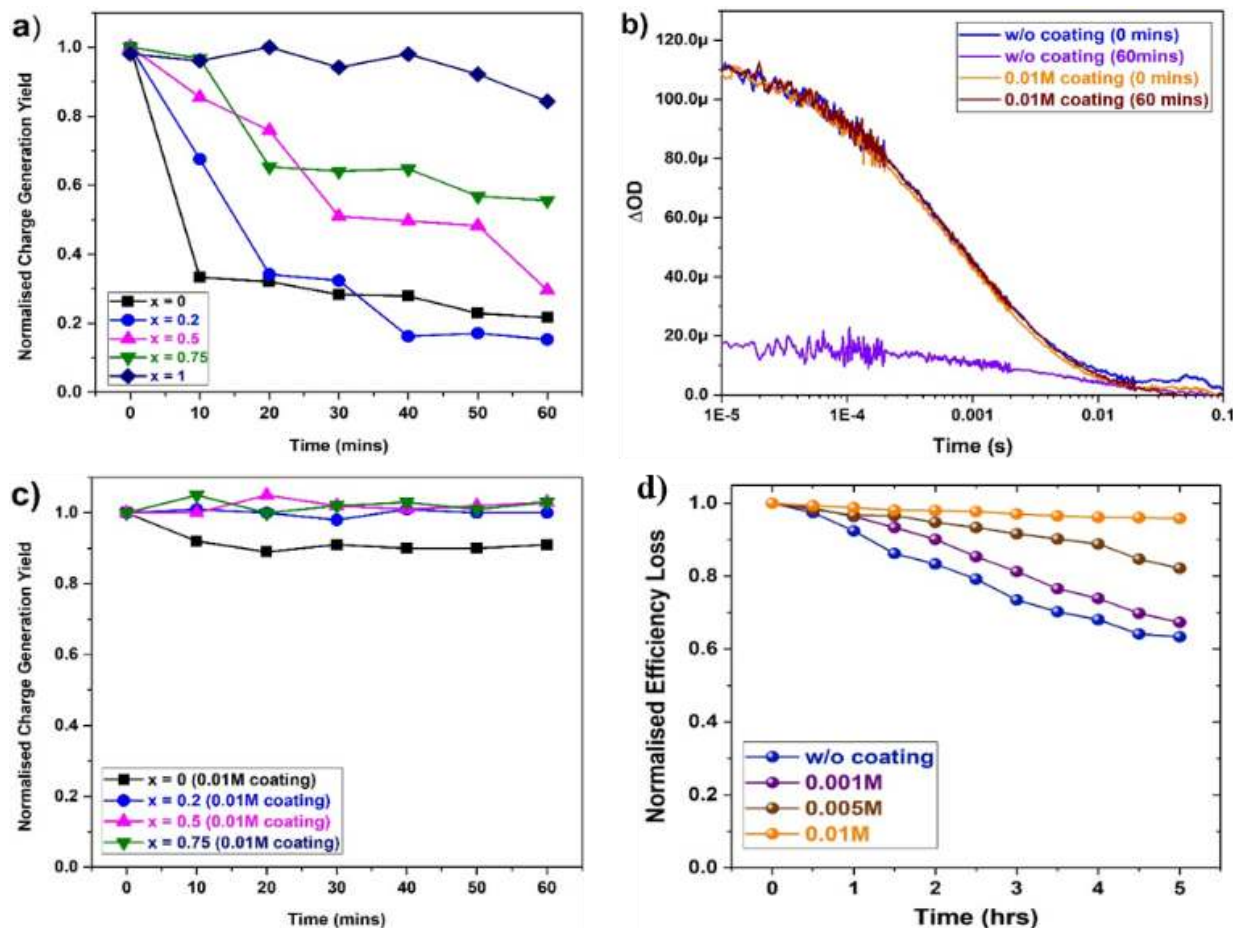 a)
Normalised Charge Generation Yield
1.0
0.8
0.6
0.4
0.2
0.0
x = 0
x = 0.2
x = 0.5
x = 0.75
x = 1
0 10 20 30 40 50 60
Time (mins)
b)
ΔOD
120.0µ
100.0µ
80.0µ
60.0µ
40.0µ
20.0µ
0.0
w/o coating (0 mins)
w/o coating (60mins)
0.01M coating (0 mins)
0.01M coating (60 mins)
1E-5 1E-4 0.001 0.01 0.1
Time (s)
c)
Normalised Charge Generation Yield
1.0
0.8
0.6
0.4
0.2
0.0
x = 0 (0.01M coating)
x = 0.2 (0.01M coating)
x = 0.5 (0.01M coating)
x = 0.75 (0.01M coating)
0 10 20 30 40 50 60
Time (mins)
d)
Normalised Efficiency Loss
1.0
0.8
0.6
0.4
0.2
0.0
w/o coating
0.001M
0.005M
0.01M
0 1 2 3 4 5
Time (hrs)